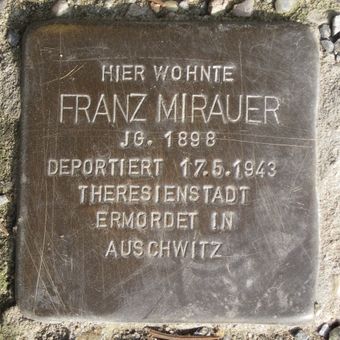 HIER WOHNTE
FRANZ MIRAUER
JG. 1898
DEPORTIERT 17.5.1943
THERESIENSTADT
ERMORDET IN
AUSCHWITZ